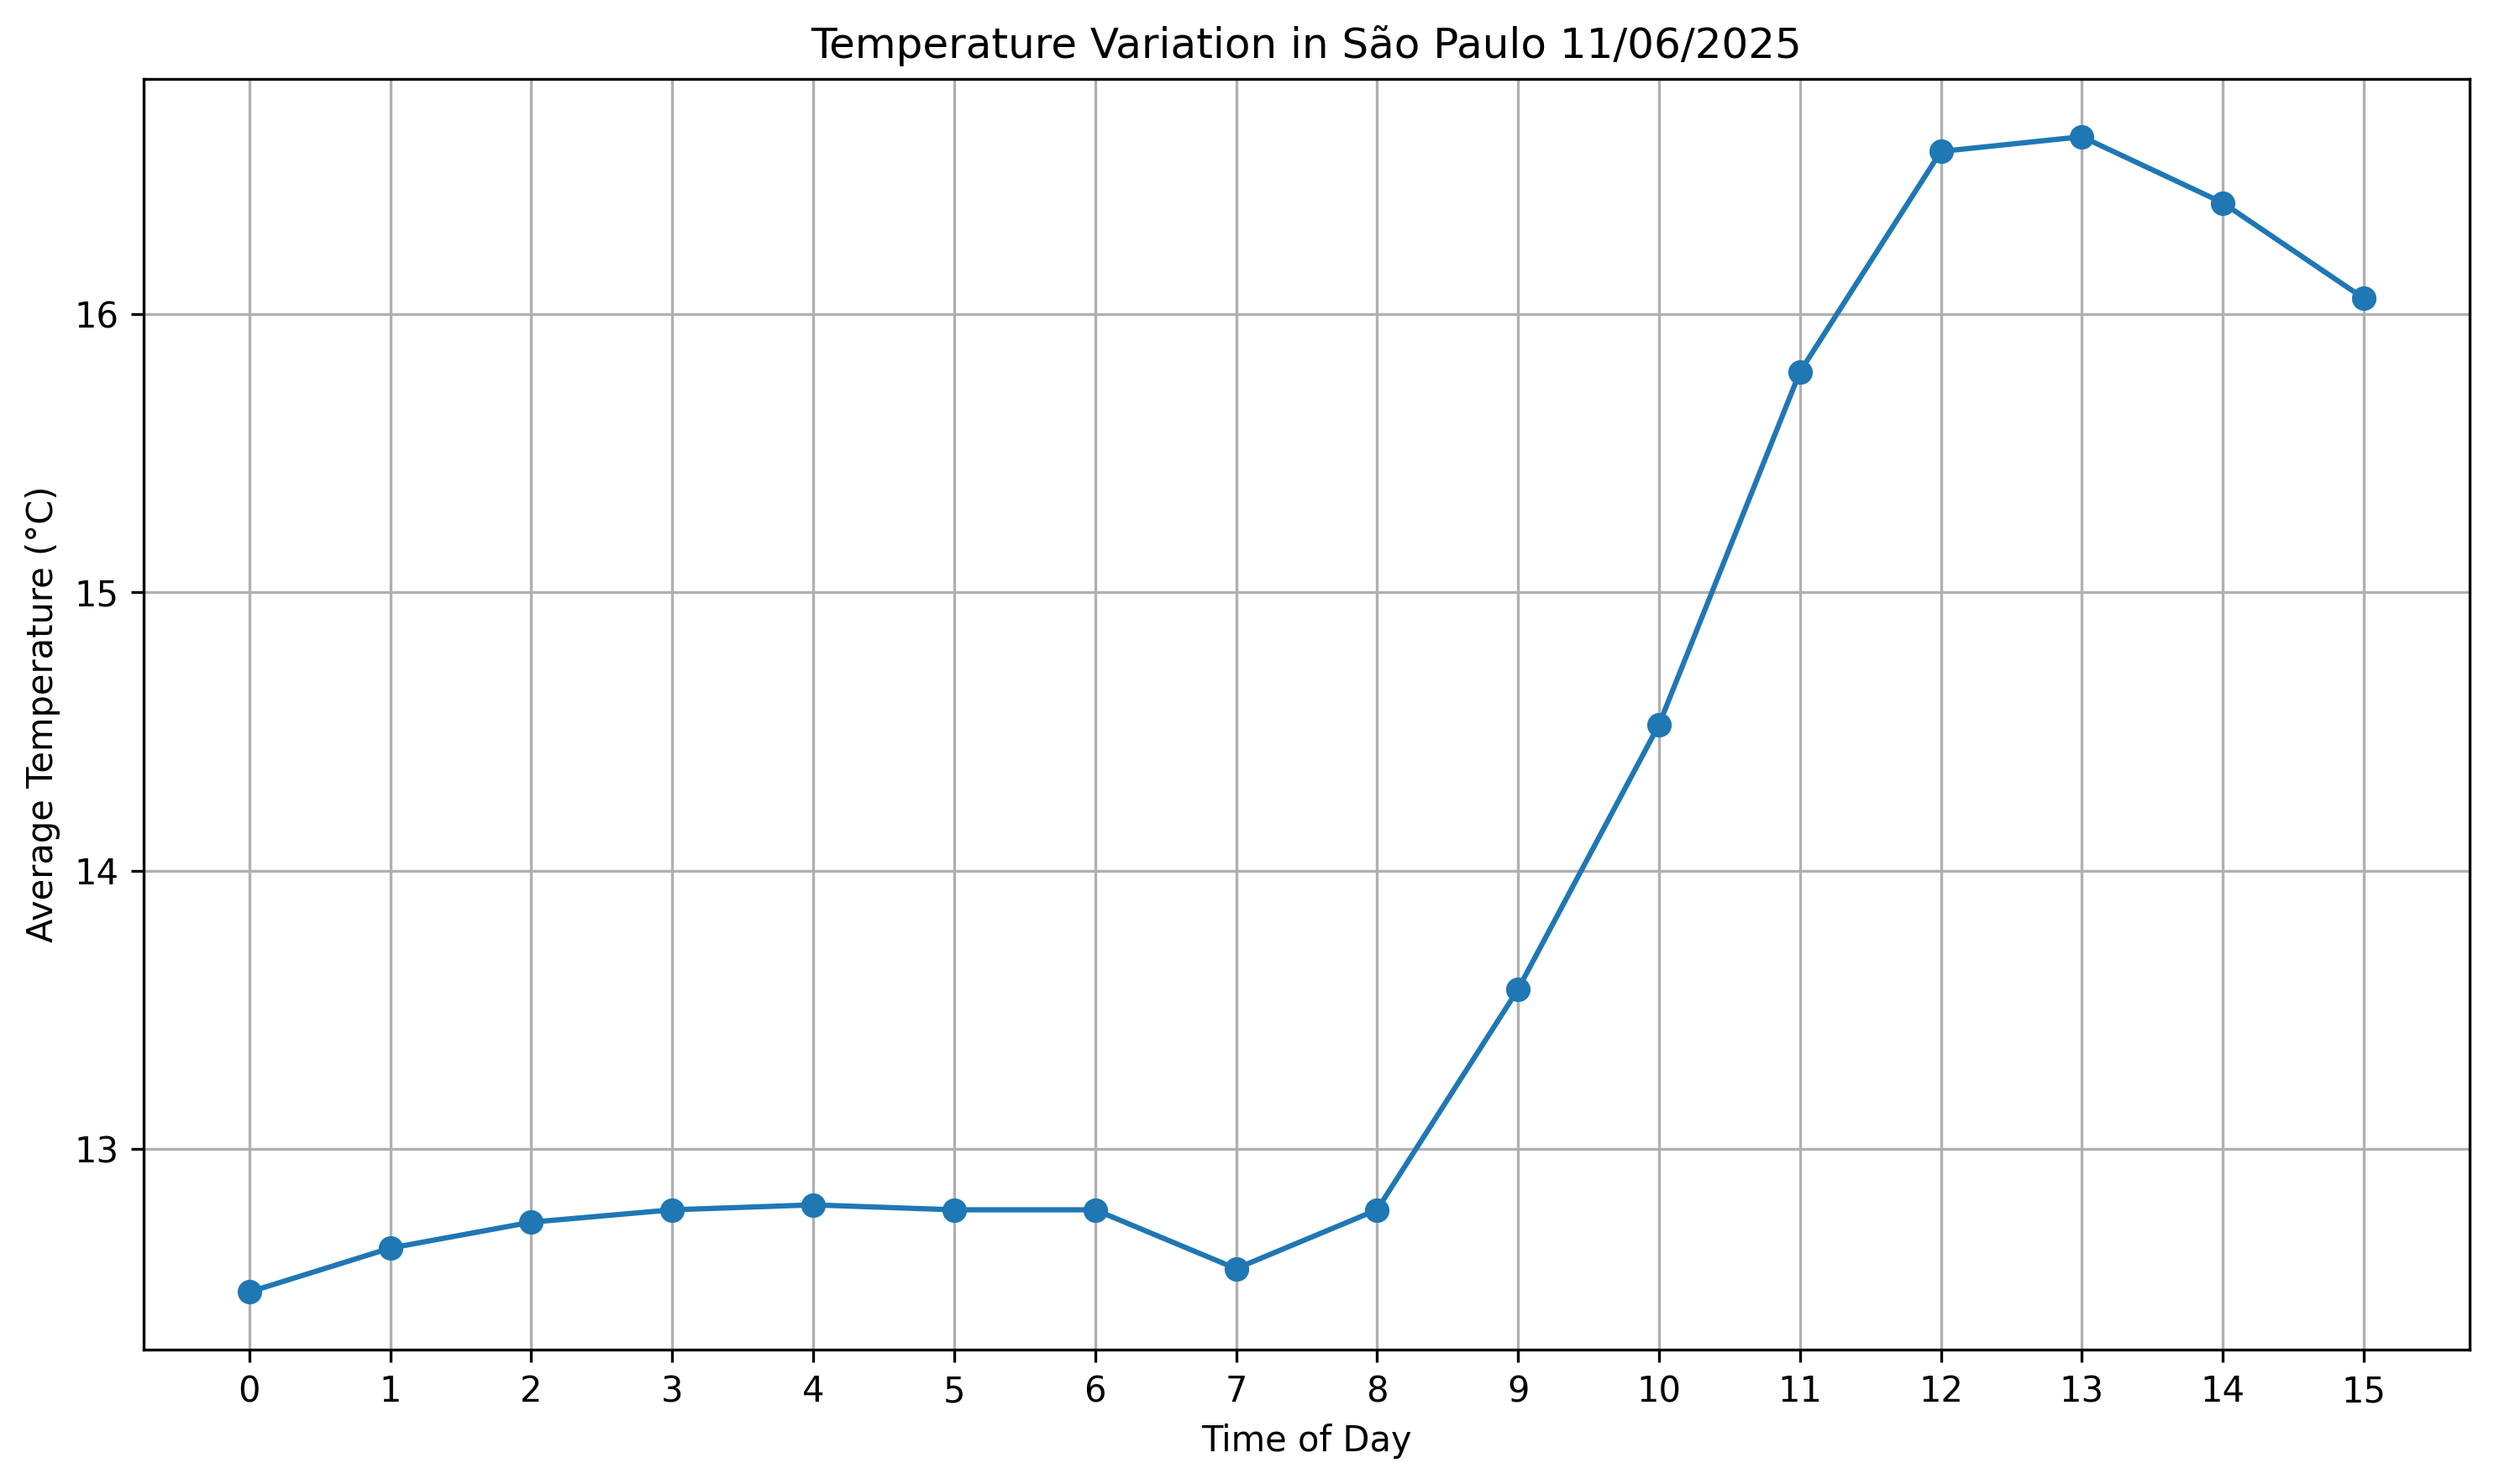 Temperature Variation in São Paulo 11/06/2025
Average Temperature (°C)
16
15
14
13
0 1 2 3 4 5 6 7 8 9 10 11 12 13 14 15
Time of Day